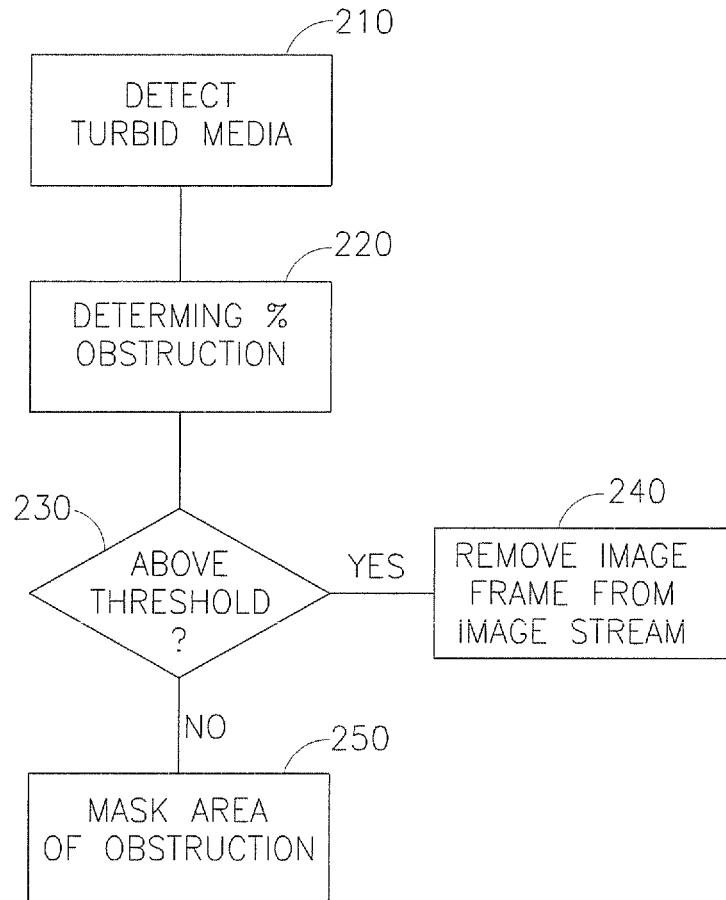 210
DETECT
TURBID MEDIA
220
DETERMING %
OBSTRUCTION
230
ABOVE
THRESHOLD
?
YES
240
REMOVE IMAGE
FRAME FROM
IMAGE STREAM
NO
250
MASK AREA
OF OBSTRUCTION